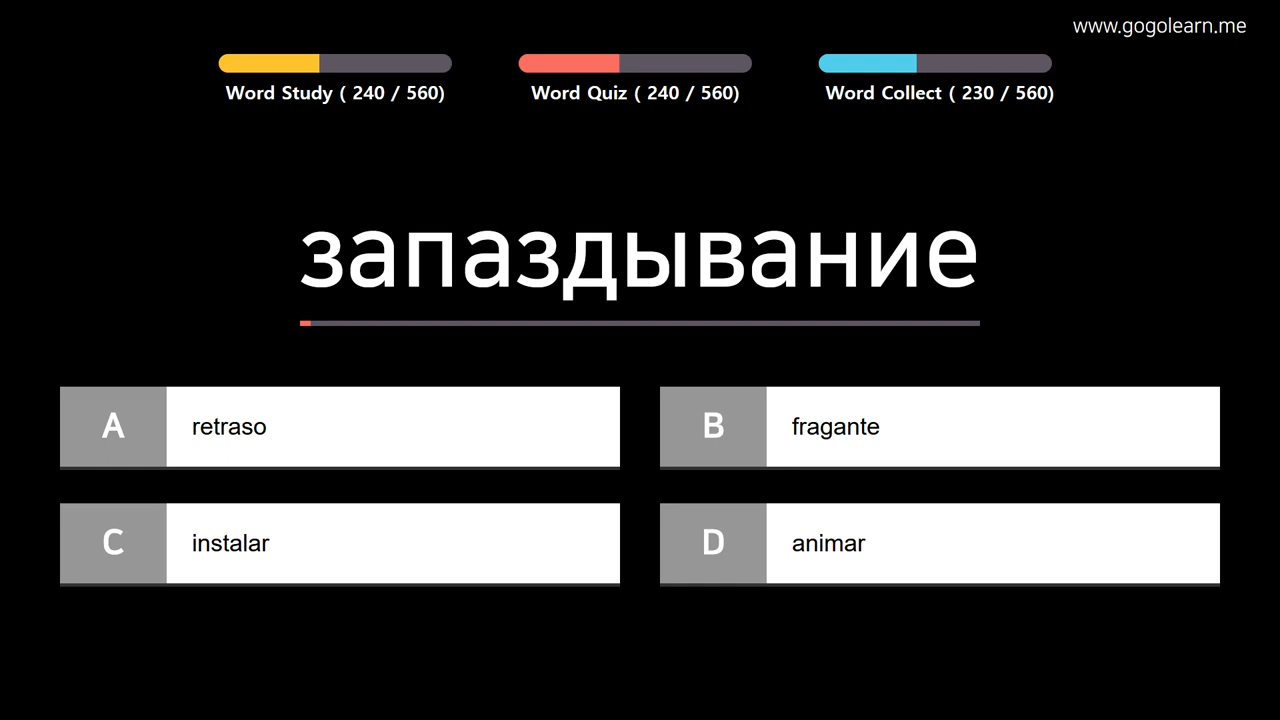 www.gogolearn.me
Word Study ( 240 / 560)
Word Quiz ( 240 / 560)
Word Collect ( 230 / 560)
запаздывание
A retraso
B fragante
C instalar
D animar